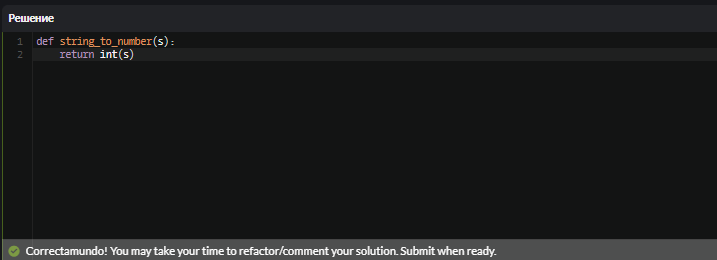 Решение
1 def string_to_number(s):
2     return int(s)
Correctamundo! You may take your time to refactor/comment your solution. Submit when ready.